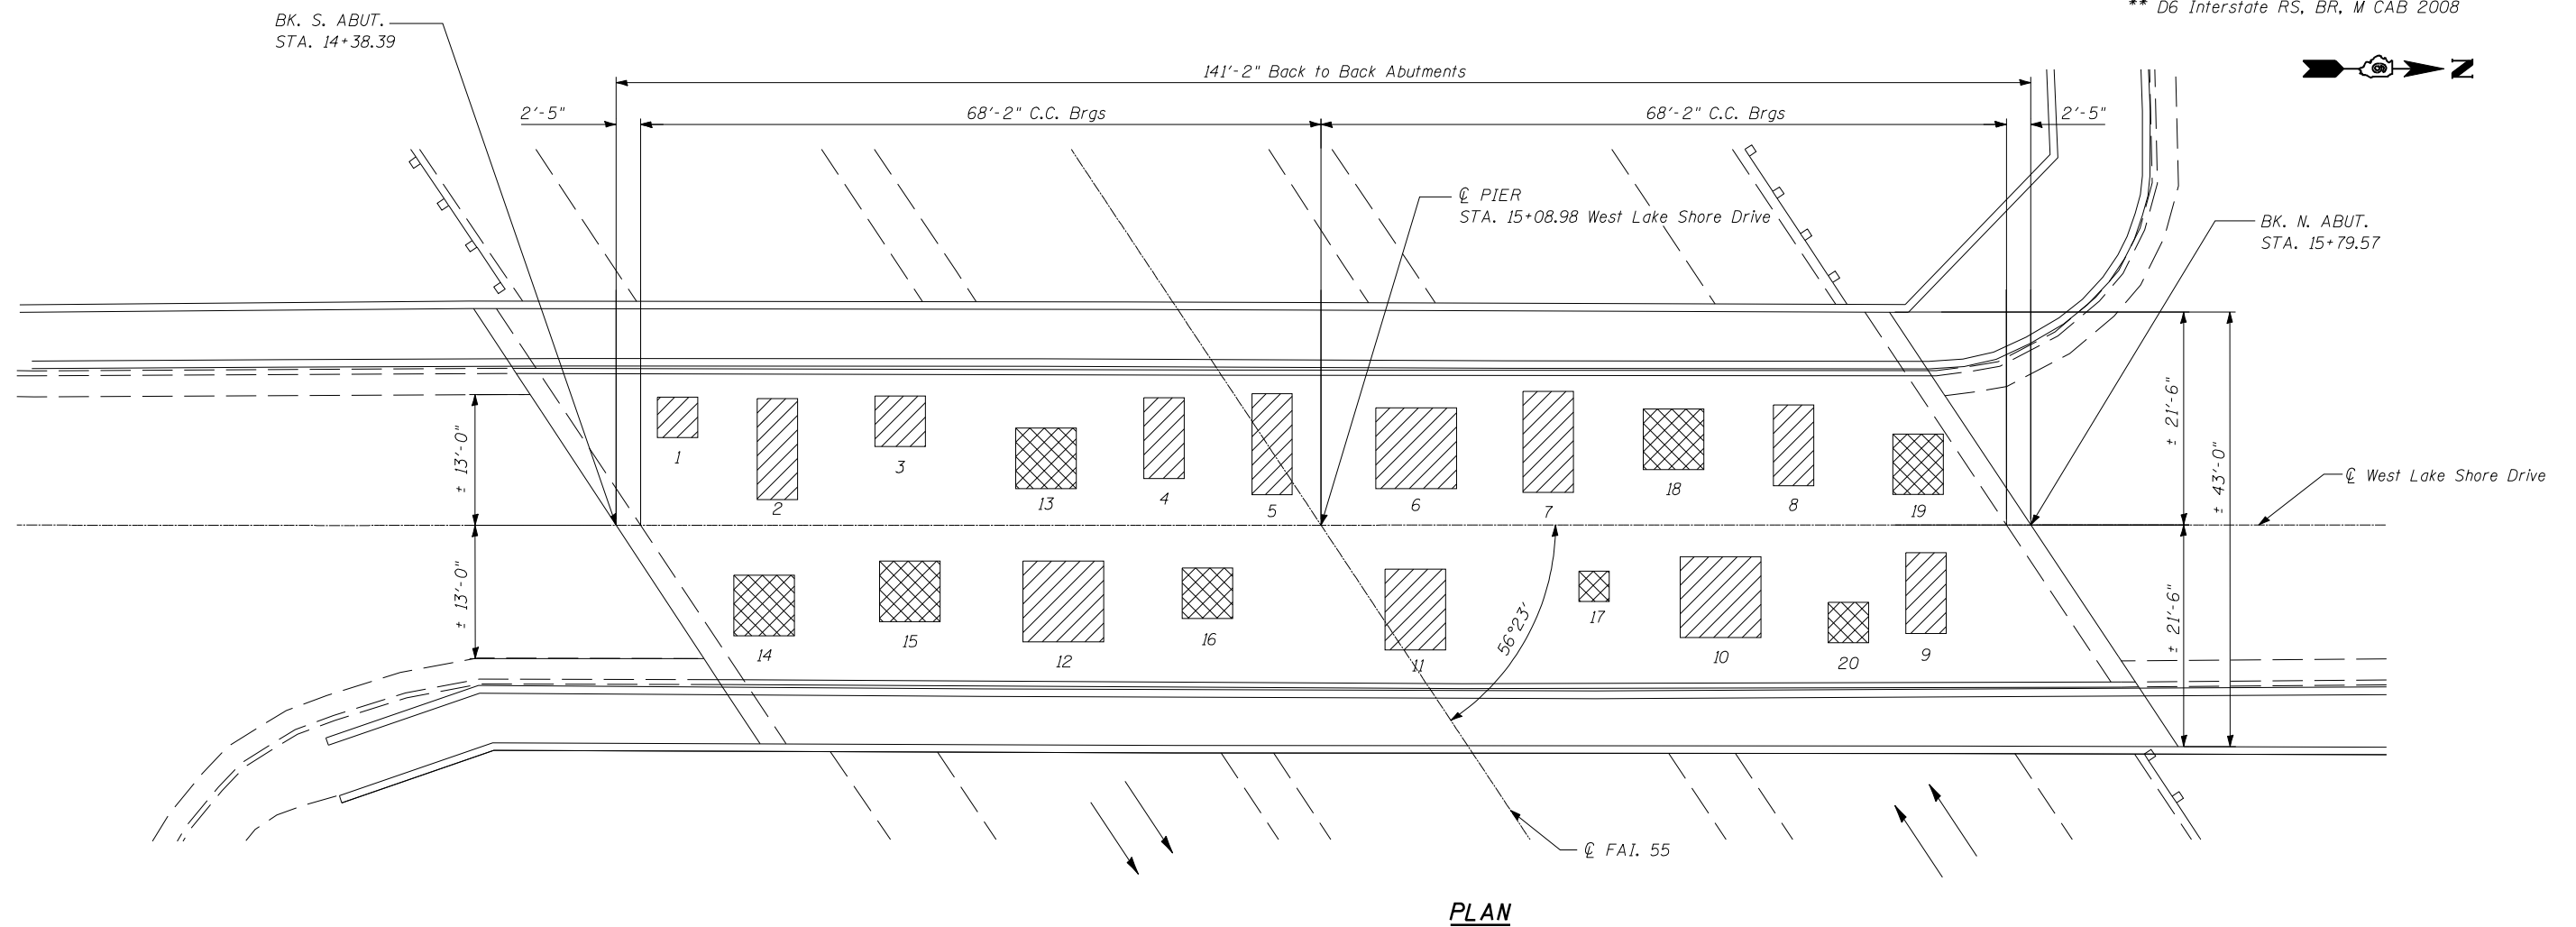 ** D6 Interstate RS, BR, M CAB 2008
BK. S. ABUT.
STA. 14+38.39
N
141'-2" Back to Back Abutments
2'-5"
68'-2" C.C. Brgs
68'-2" C.C. Brgs
2'-5"
℄ PIER
STA. 15+08.98 West Lake Shore Drive
BK. N. ABUT.
STA. 15+79.57
± 13'-0"
± 21'-6"
± 43'-0"
1
2
3
13
4
5
6
7
18
8
19
℄ West Lake Shore Drive
± 13'-0"
± 21'-6"
14
15
12
16
11
56°23'
17
10
20
9
℄ FAI. 55
PLAN